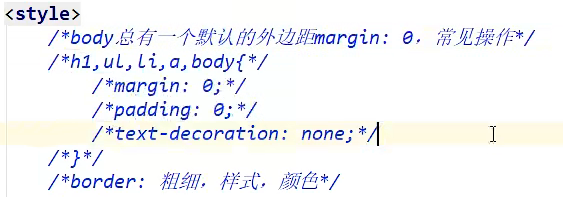 <style>
/*body总有一个默认的外边距margin: 0，常见操作*/
/*h1,ul,li,a,body{*/
/*margin: 0;*/
/*padding: 0;*/
/*text-decoration: none;*/
/*}*/
/*border: 粗细，样式，颜色*/